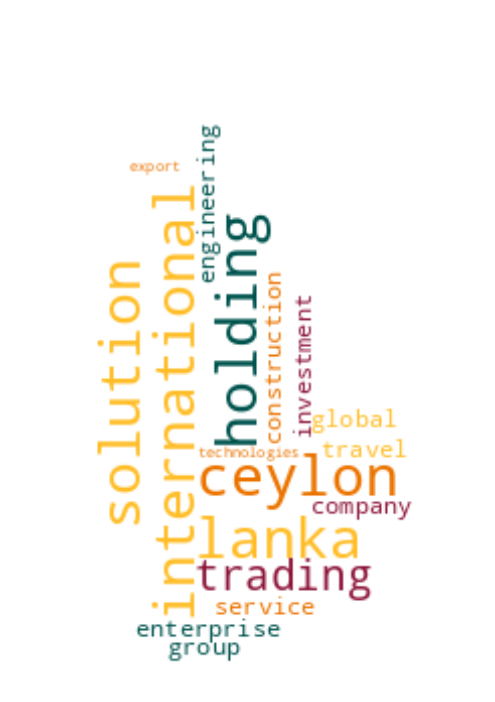 export
engineering
international
holding
solution
construction
investment
global
travel
technologies
ceylon
company
lanka
trading
service
enterprise
group